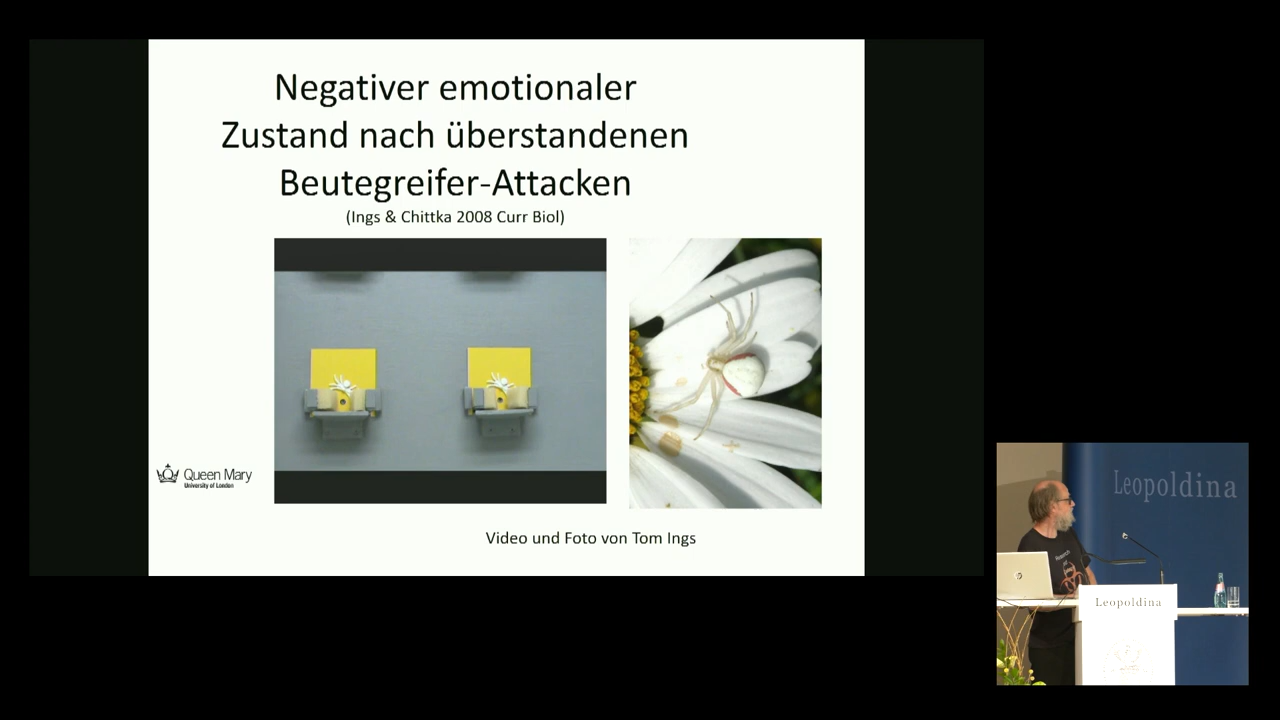 Negativer emotionaler
Zustand nach überstandenen
Beutegreifer-Attacken
(Ings & Chittka 2008 Curr Biol)
Queen Mary
University of London
Video und Foto von Tom Ings
Leopoldina
Leopoldina